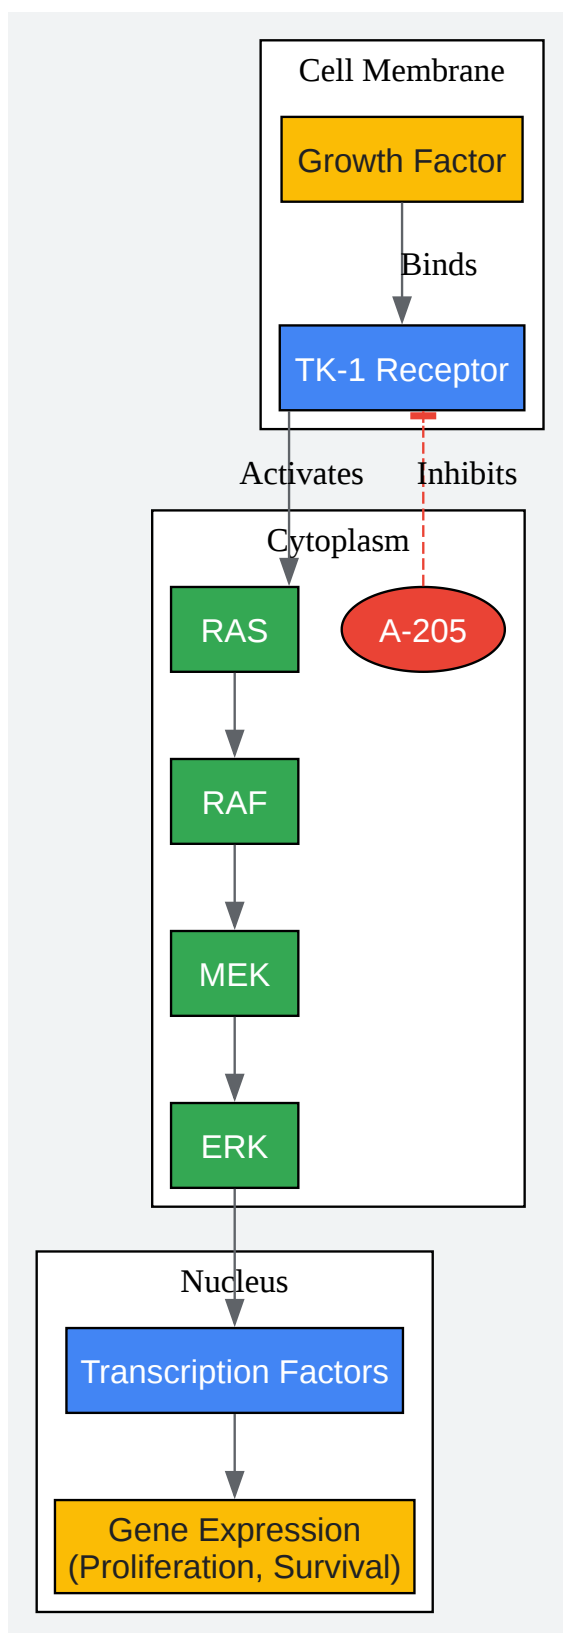 Cell Membrane
Growth Factor
Binds
TK-1 Receptor
Activates
Inhibits
Cytoplasm
RAS
A-205
RAF
MEK
ERK
Nucleus
Transcription Factors
Gene Expression
(Proliferation, Survival)